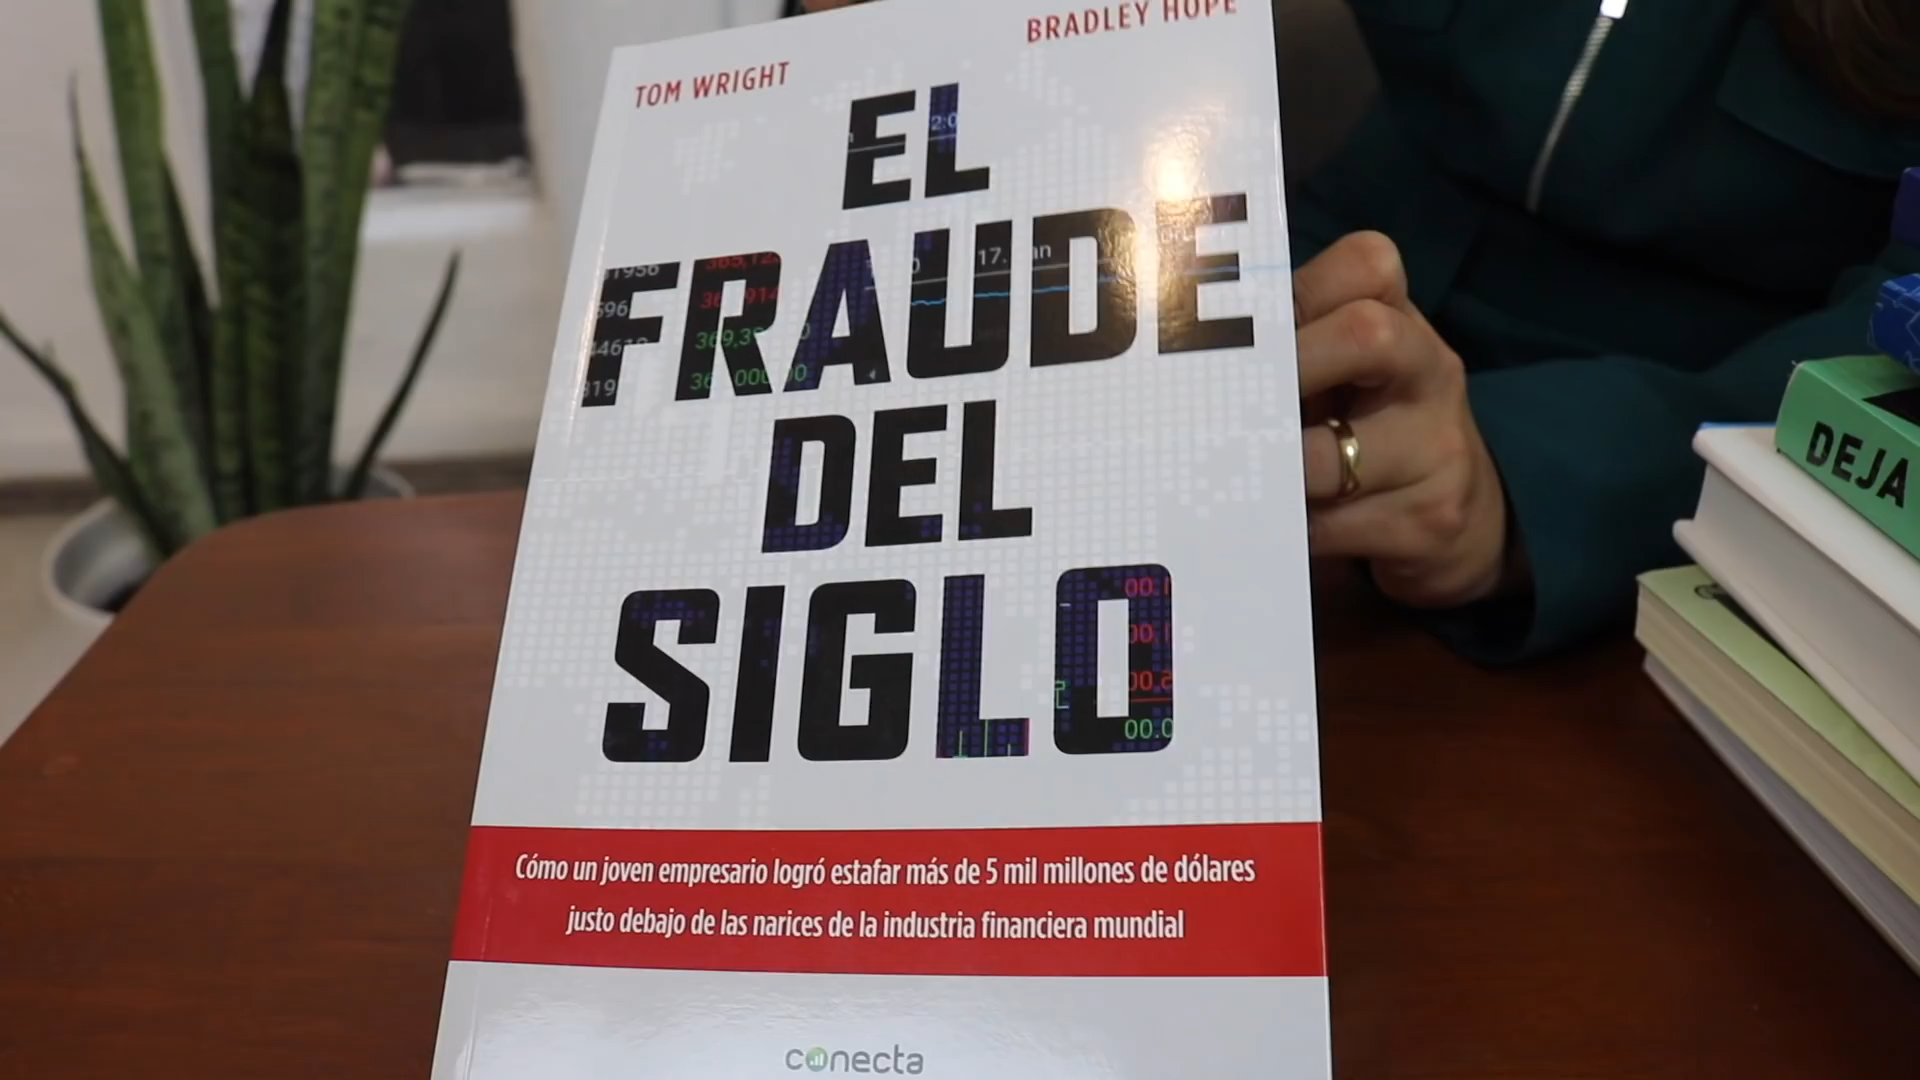 TOM WRIGHT
BRADLEY HOPE
EL
FRAUDE
DEL
SIGLO
Cómo un joven empresario logró estafar más de 5 mil millones de dólares
justo debajo de las narices de la industria financiera mundial
conecta
DEJA